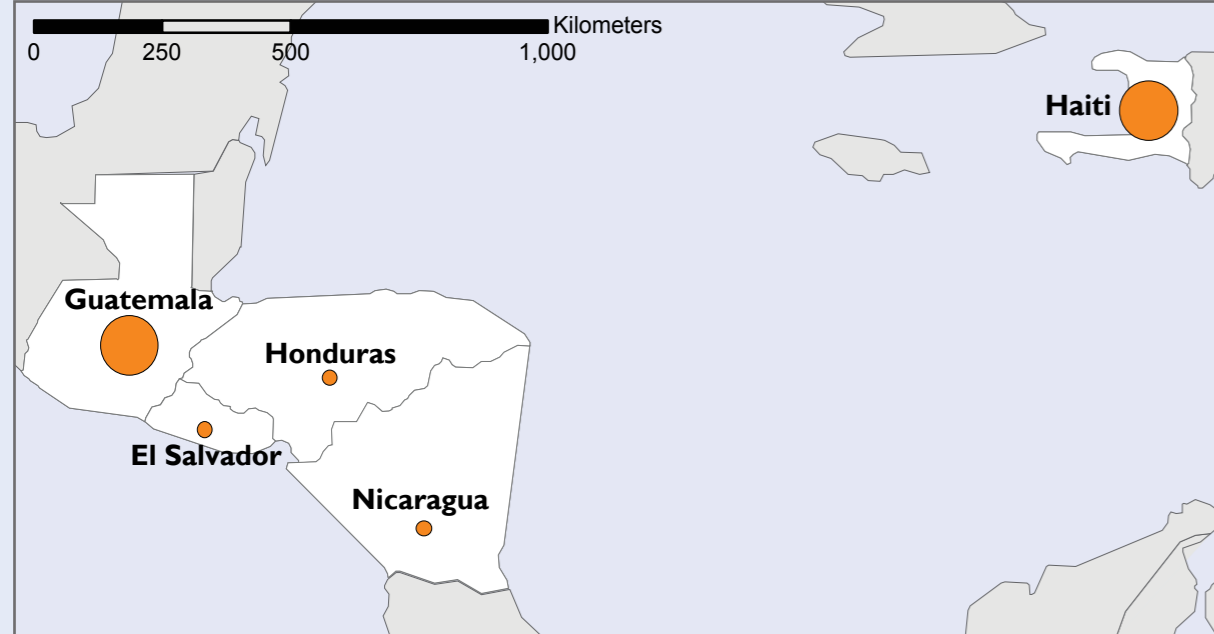 Kilometers
0 250 500 1,000
Haiti
Guatemala
Honduras
El Salvador
Nicaragua